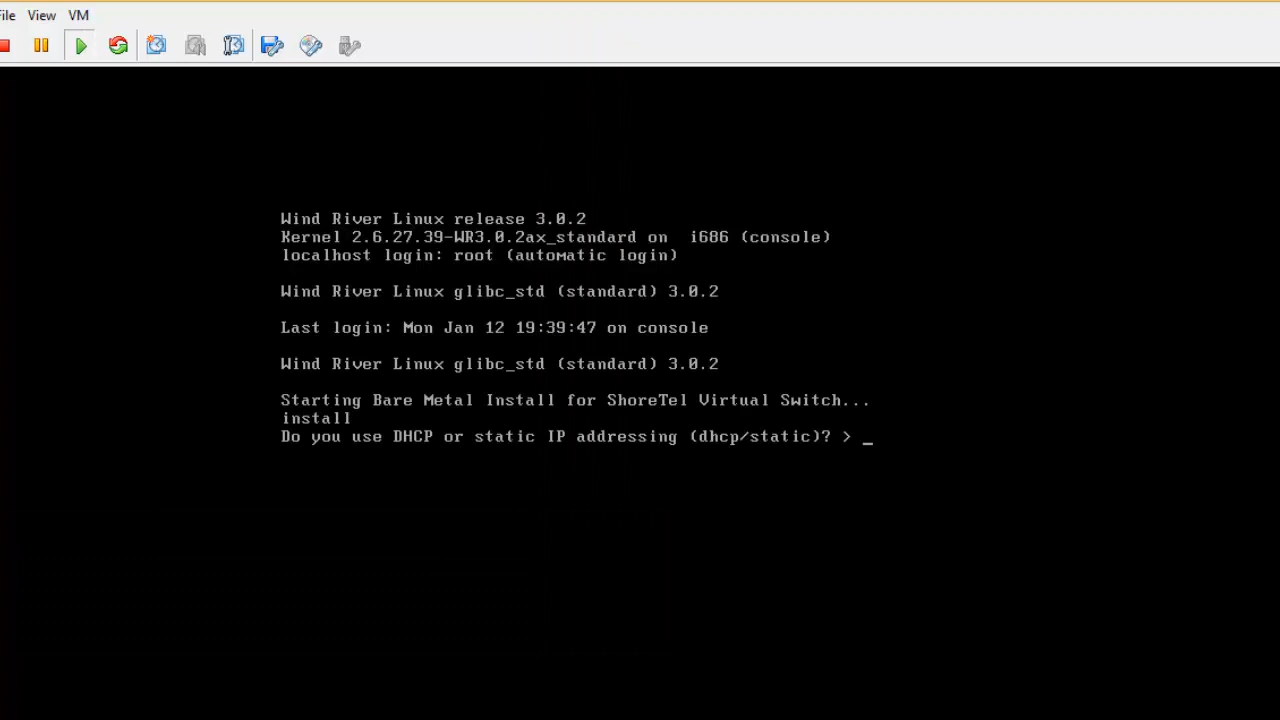 File View VM
Wind River Linux release 3.0.2
Kernel 2.6.27.39-WR3.0.2ax_standard on  i686 (console)
localhost login: root (automatic login)
Wind River Linux glibc_std (standard) 3.0.2
Last login: Mon Jan 12 19:39:47 on console
Wind River Linux glibc_std (standard) 3.0.2
Starting Bare Metal Install for ShoreTel Virtual Switch...
install
Do you use DHCP or static IP addressing (dhcp/static)? > _